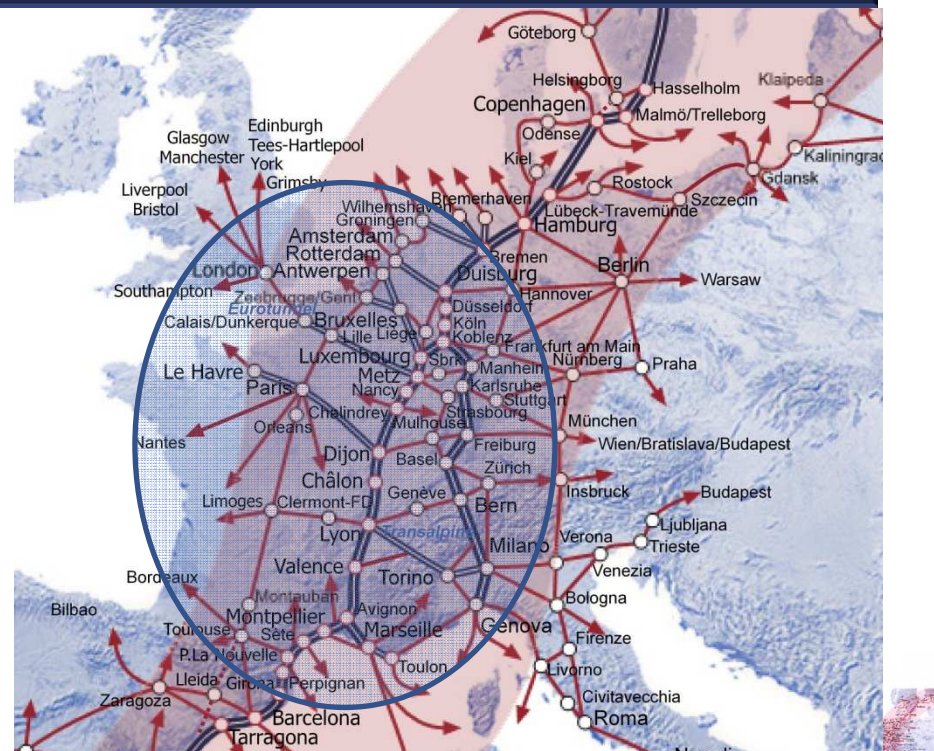 Göteborg
Helsingborg
Klaipeda
Hasselholm
Copenhagen
Malmö/Trelleborg
Odense
Edinburgh
Glasgow
Tees-Hartlepool
Manchester
York
Kaliningrad
Kiel
Gdansk
Grimsby
Liverpool
Rostock
Bristol
Bremerhaven
Szczecin
Wilhemshaven
Lübeck-Travemünde
Groningen
Hamburg
Amsterdam
Rotterdam
Bremen
London
Antwerpen
Duisburg
Berlin
Warsaw
Southampton
Zeebrugge/Gent
Hannover
Eurotunnel
Düsseldorf
Calais/Dunkerque
Bruxelles
Köln
Lille
Liège
Koblenz
Frankfurt am Main
Luxembourg
Sbrk
Nürnberg
Manheim
Praha
Le Havre
Metz
Paris
Nancy
Karlsruhe
Stuttgart
Chalindrey
Strasbourg
Orléans
Mulhouse
München
Nantes
Freiburg
Wien/Bratislava/Budapest
Dijon
Basel
Zürich
Châlon
Insbruck
Genève
Budapest
Limoges
Clermont-FD
Bern
Ljubljana
Lyon
Transalpin
Milano
Verona
Trieste
Valence
Venezia
Torino
Bordeaux
Montauban
Bologna
Bilbao
Avignon
Montpellier
Genova
Toulouse
Sète
Marseille
Firenze
P.La Nouvelle
Toulon
Livorno
Lleida
Girona
Perpignan
Zaragoza
Civitavecchia
Barcelona
Roma
Tarragona